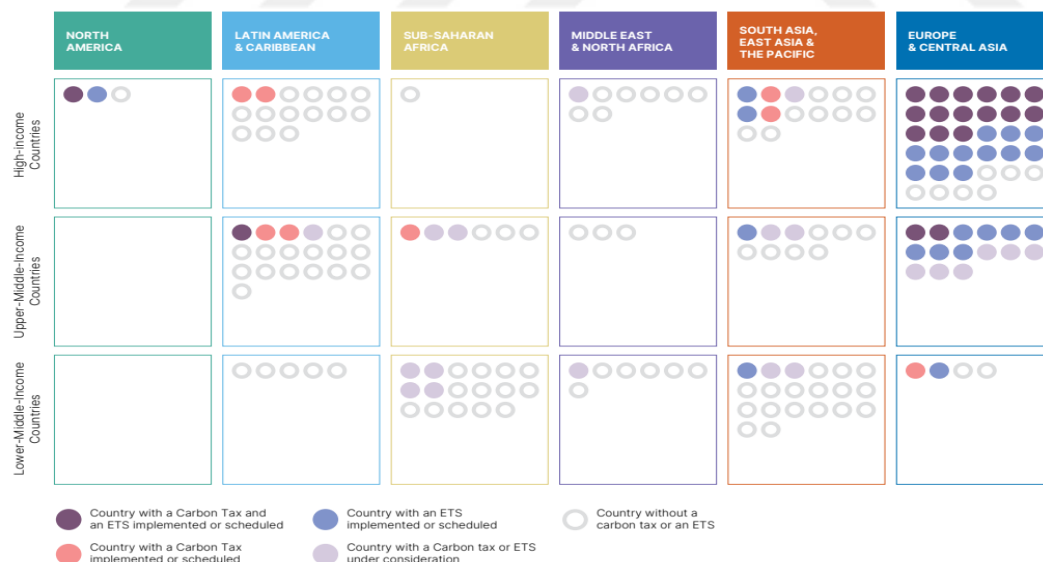 NORTH
AMERICA
LATIN AMERICA
& CARIBBEAN
SUB-SAHARAN
AFRICA
MIDDLE EAST
& NORTH AFRICA
SOUTH ASIA,
EAST ASIA &
THE PACIFIC
EUROPE
& CENTRAL ASIA
High-income
Countries
Upper-Middle-Income
Countries
Lower-Middle-Income
Countries
Country with a Carbon Tax and
an ETS implemented or scheduled
Country with an ETS
implemented or scheduled
Country without a
carbon tax or an ETS
Country with a Carbon Tax
implemented or scheduled
Country with a Carbon tax or ETS
under consideration